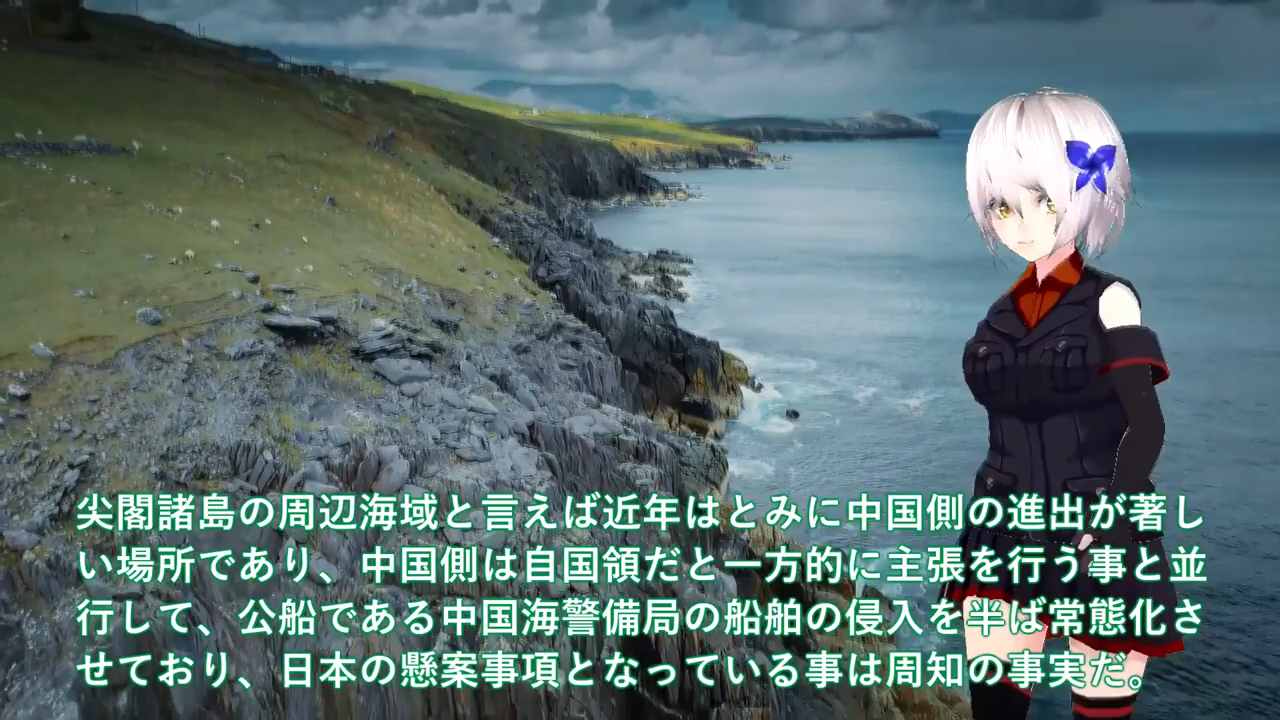 尖閣諸島の周辺海域と言えば近年はとみに中国側の進出が著し
い場所であり、中国側は自国領だと一方的に主張を行う事と並
行して、公船である中国海警備局の船舶の侵入を半ば常態化さ
せており、日本の懸案事項となっている事は周知の事実だ。